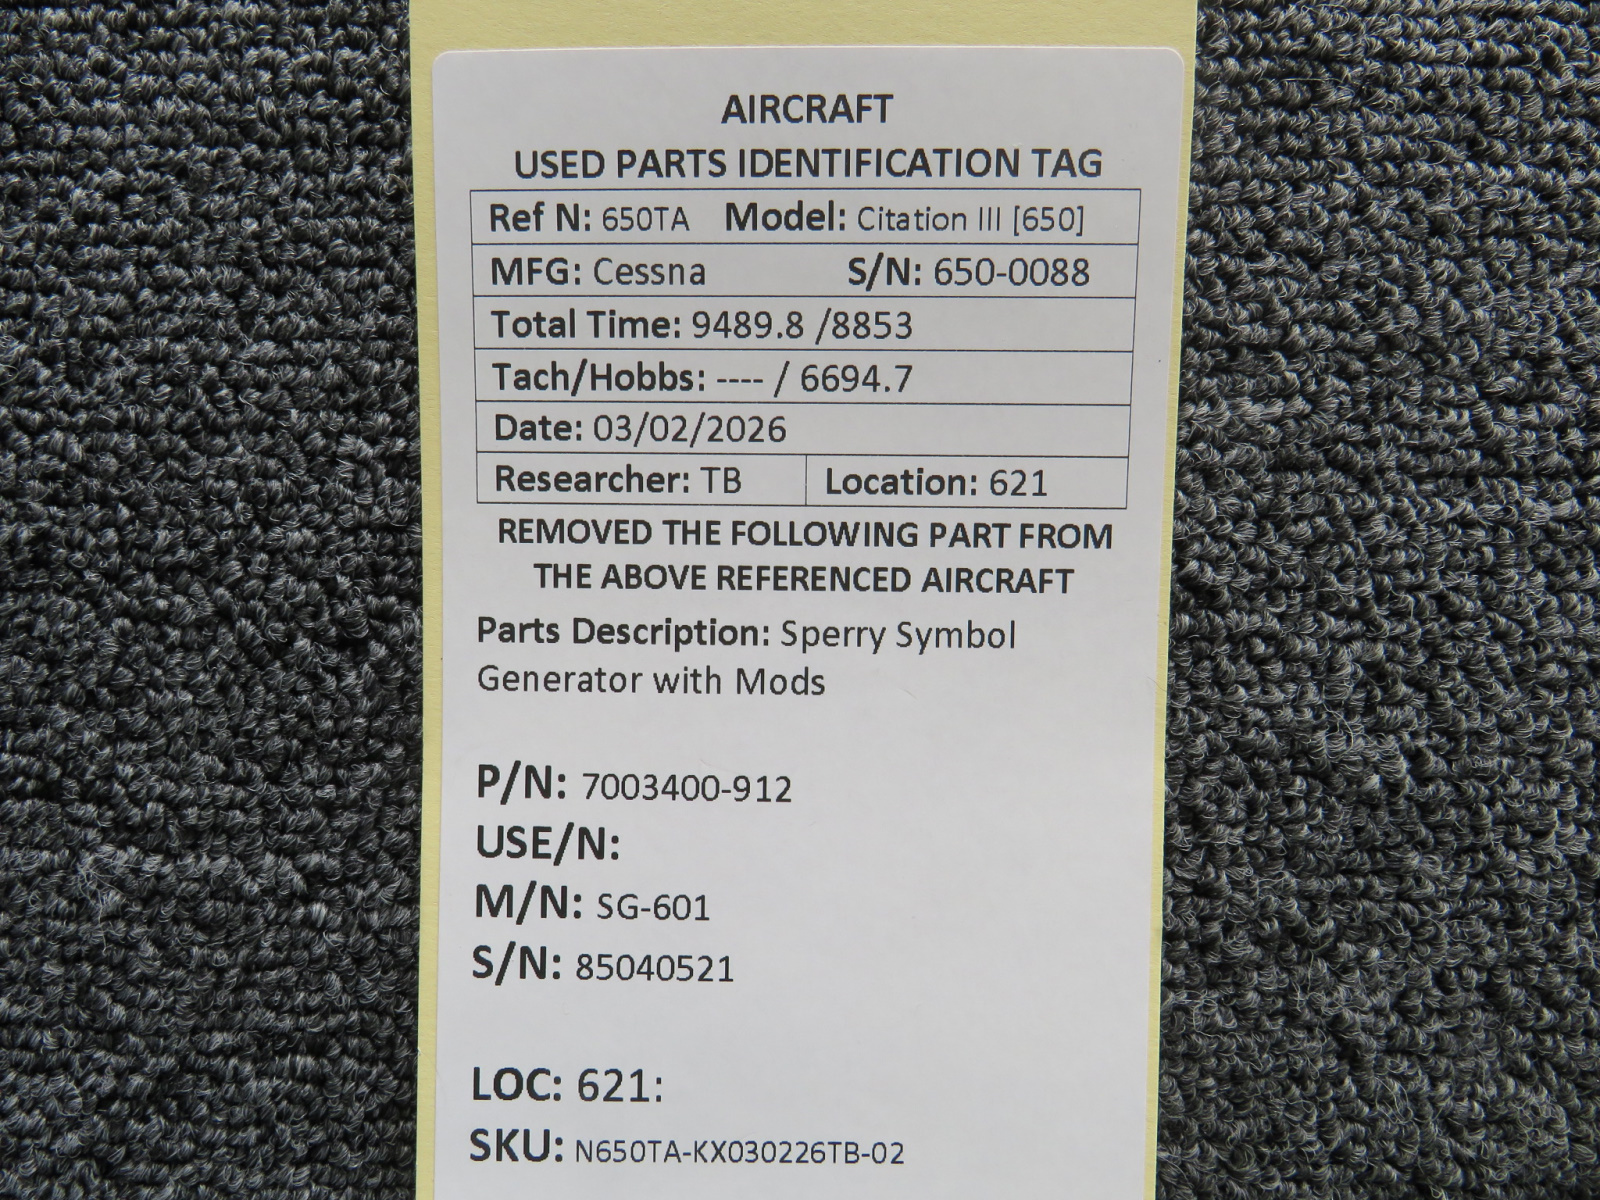 AIRCRAFT
USED PARTS IDENTIFICATION TAG
Ref N: 650TA Model: Citation III [650]
MFG: Cessna S/N: 650-0088
Total Time: 9489.8 /8853
Tach/Hobbs: ---- / 6694.7
Date: 03/02/2026
Researcher: TB Location: 621
REMOVED THE FOLLOWING PART FROM
THE ABOVE REFERENCED AIRCRAFT
Parts Description: Sperry Symbol
Generator with Mods
P/N: 7003400-912
USE/N:
M/N: SG-601
S/N: 85040521
LOC: 621:
SKU: N650TA-KX030226TB-02